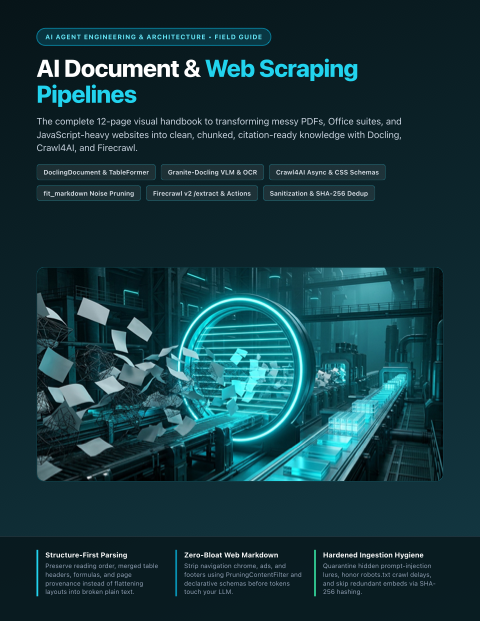 AI AGENT ENGINEERING & ARCHITECTURE • FIELD GUIDE
AI Document & Web Scraping
Pipelines
The complete 12-page visual handbook to transforming messy PDFs, Office suites, and
JavaScript-heavy websites into clean, chunked, citation-ready knowledge with Docling,
Crawl4AI, and Firecrawl.
DoclingDocument & TableFormer
Granite-Docling VLM & OCR
Crawl4AI Async & CSS Schemas
fit_markdown Noise Pruning
Firecrawl v2 /extract & Actions
Sanitization & SHA-256 Dedup
Structure-First Parsing
Preserve reading order, merged table
headers, formulas, and page
provenance instead of flattening
layouts into broken plain text.
Zero-Bloat Web Markdown
Strip navigation chrome, ads, and
footers using PruningContentFilter and
declarative schemas before tokens
touch your LLM.
Hardened Ingestion Hygiene
Quarantine hidden prompt-injection
lures, honor robots.txt crawl delays,
and skip redundant embeds via SHA-
256 hashing.